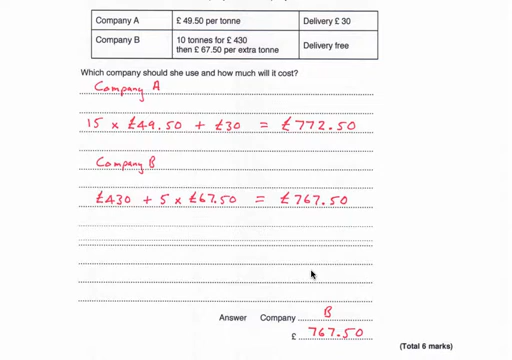 Company A £ 49.50 per tonne Delivery £ 30
Company B 10 tonnes for £ 430 then £ 67.50 per extra tonne Delivery free
Which company should she use and how much will it cost?
Company A
15 × £49.50 + £30 = £772.50
Company B
£430 + 5 × £67.50 = £767.50
Answer Company B
£ 767.50
(Total 6 marks)